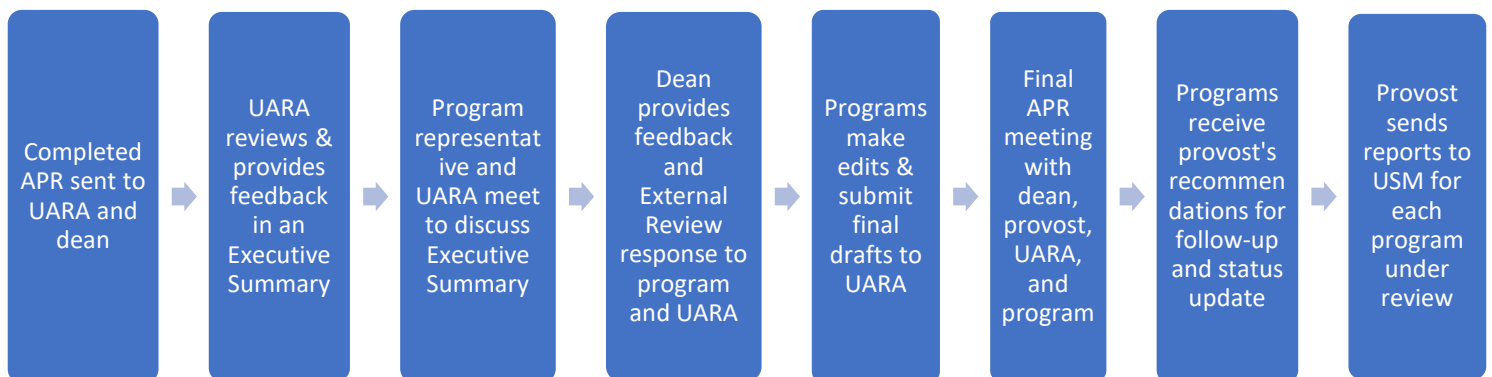 Completed
APR sent to
UARA and
dean
UARA
reviews &
provides
feedback
in an
Executive
Summary
Program
representat
ive and
UARA meet
to discuss
Executive
Summary
Dean
provides
feedback
and
External
Review
response to
program
and UARA
Programs
make
edits &
submit
final
drafts to
UARA
Final
APR
meeting
with
dean,
provost,
UARA,
and
program
Programs
receive
provost's
recommen
dations for
follow-up
and status
update
Provost
sends
reports to
USM for
each
program
under
review